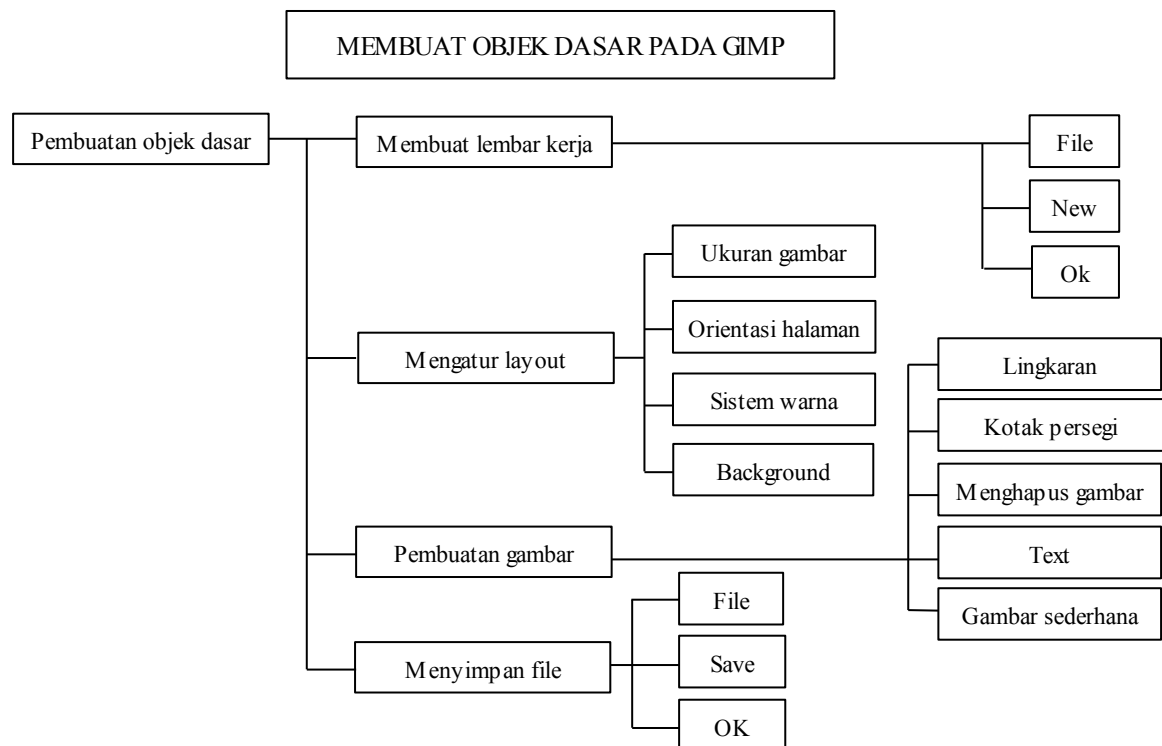 MEMBUAT OBJEK DASAR PADA GIMP
Pembuatan objek dasar
Membuat lembar kerja
File
New
Ok
Mengatur layout
Ukuran gambar
Orientasi halaman
Sistem warna
Background
Pembuatan gambar
Lingkaran
Kotak persegi
Menghapus gambar
Text
Gambar sederhana
Menyimpan file
File
Save
OK